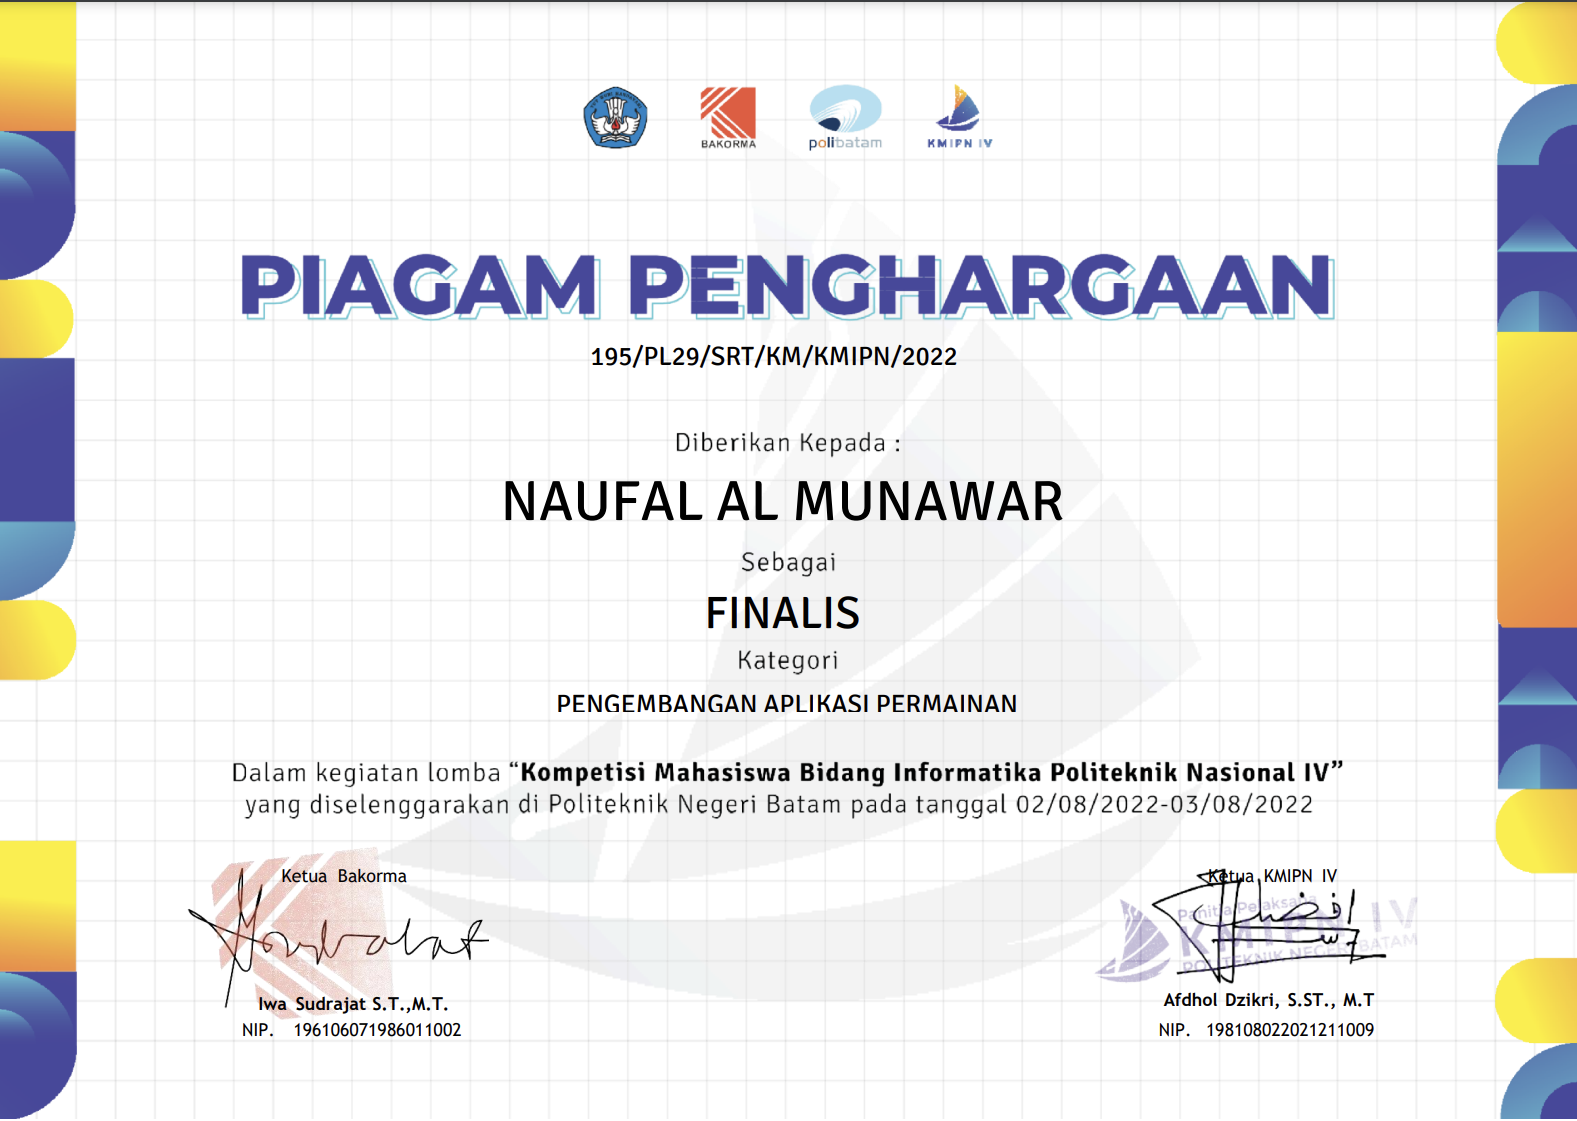 BAKORMA
polibatam
KMIPN IV
PIAGAM PENGHARGAAN
195/PL29/SRT/KM/KMIPN/2022
Diberikan Kepada :
NAUFAL AL MUNAWAR
Sebagai
FINALIS
Kategori
PENGEMBANGAN APLIKASI PERMAINAN
Dalam kegiatan lomba “Kompetisi Mahasiswa Bidang Informatika Politeknik Nasional IV”
yang diselenggarakan di Politeknik Negeri Batam pada tanggal 02/08/2022-03/08/2022
Ketua Bakorma
Iwa Sudrajat S.T.,M.T.
NIP. 196106071986011002
Ketua KMIPN IV
Panitia Pelaksana
KMIPN IV
POLITEKNIK NEGERI BATAM
Afdhol Dzikri, S.ST., M.T
NIP. 198108022021211009